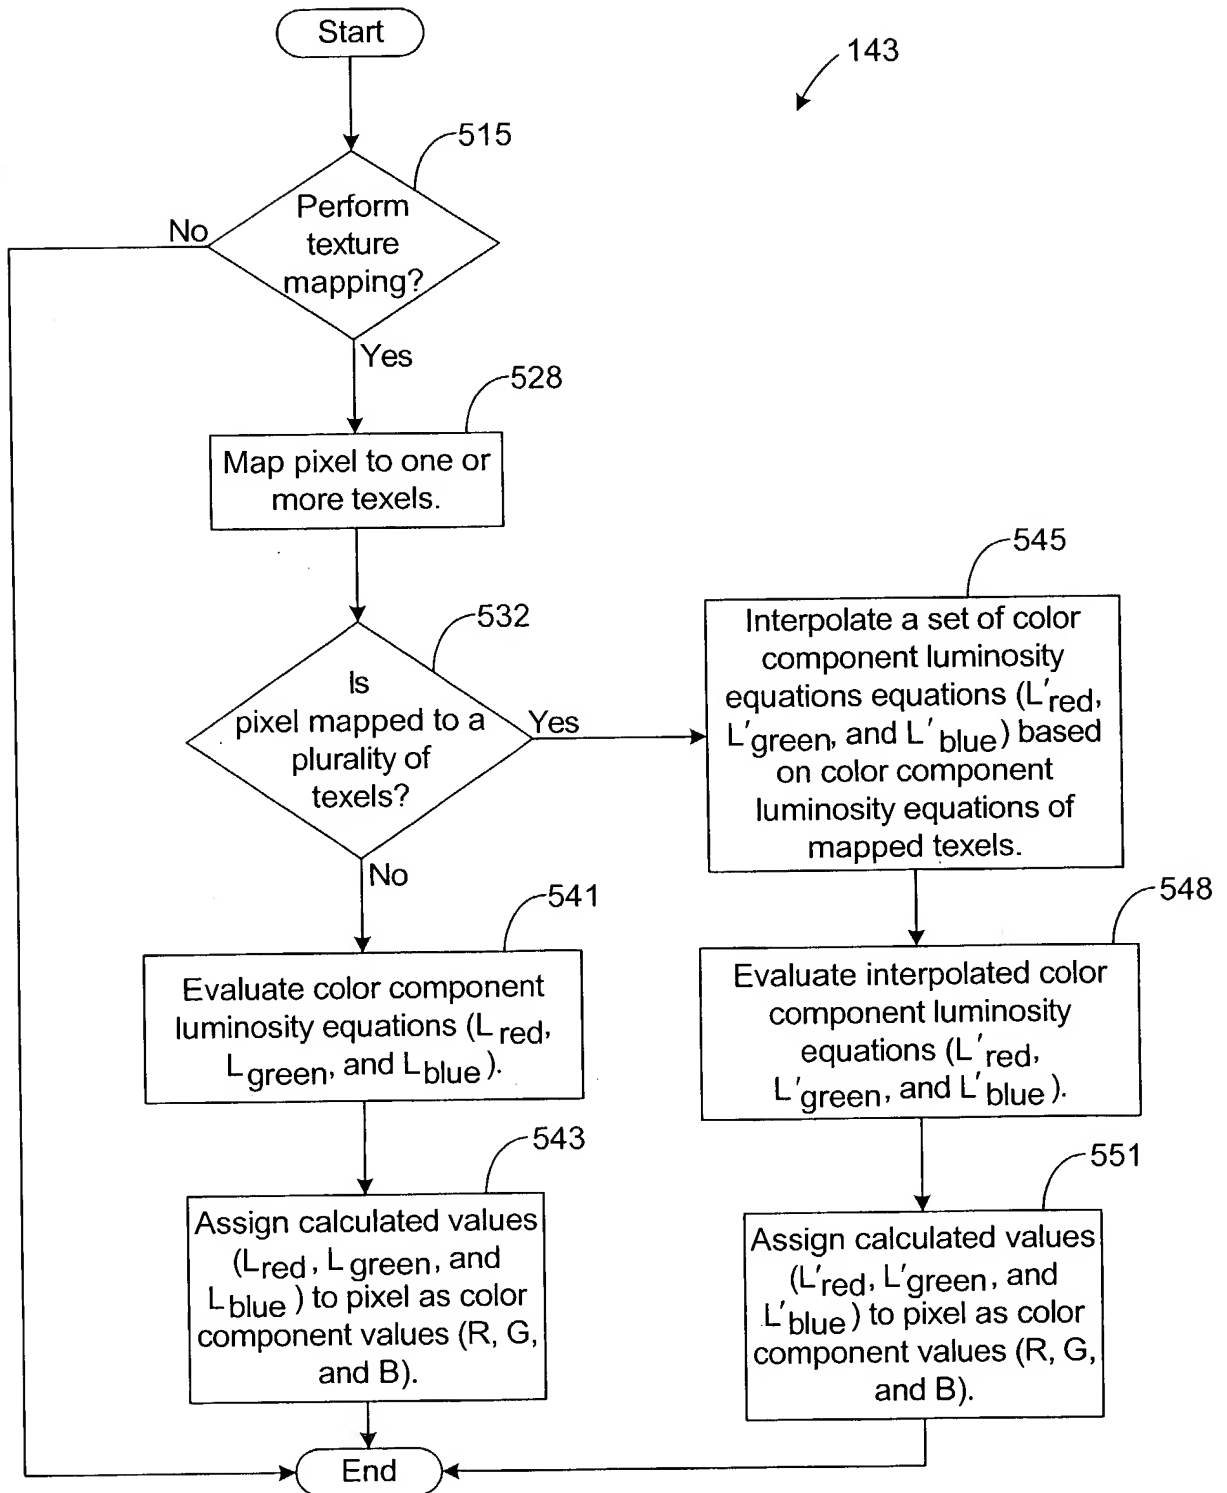 Start
143
515
Perform
texture
mapping?
No
Yes
528
Map pixel to one or
more texels.
532
Is
pixel mapped to a
plurality of
texels?
Yes
No
545
Interpolate a set of color
component luminosity
equations equations (L'red,
L'green, and L'blue) based
on color component
luminosity equations of
mapped texels.
541
Evaluate color component
luminosity equations (Lred,
Lgreen, and Lblue).
548
Evaluate interpolated color
component luminosity
equations (L'red,
L'green, and L'blue).
543
Assign calculated values
(Lred, Lgreen, and
Lblue) to pixel as color
component values (R, G,
and B).
551
Assign calculated values
(L'red, L'green, and
L'blue) to pixel as color
component values (R, G,
and B).
End